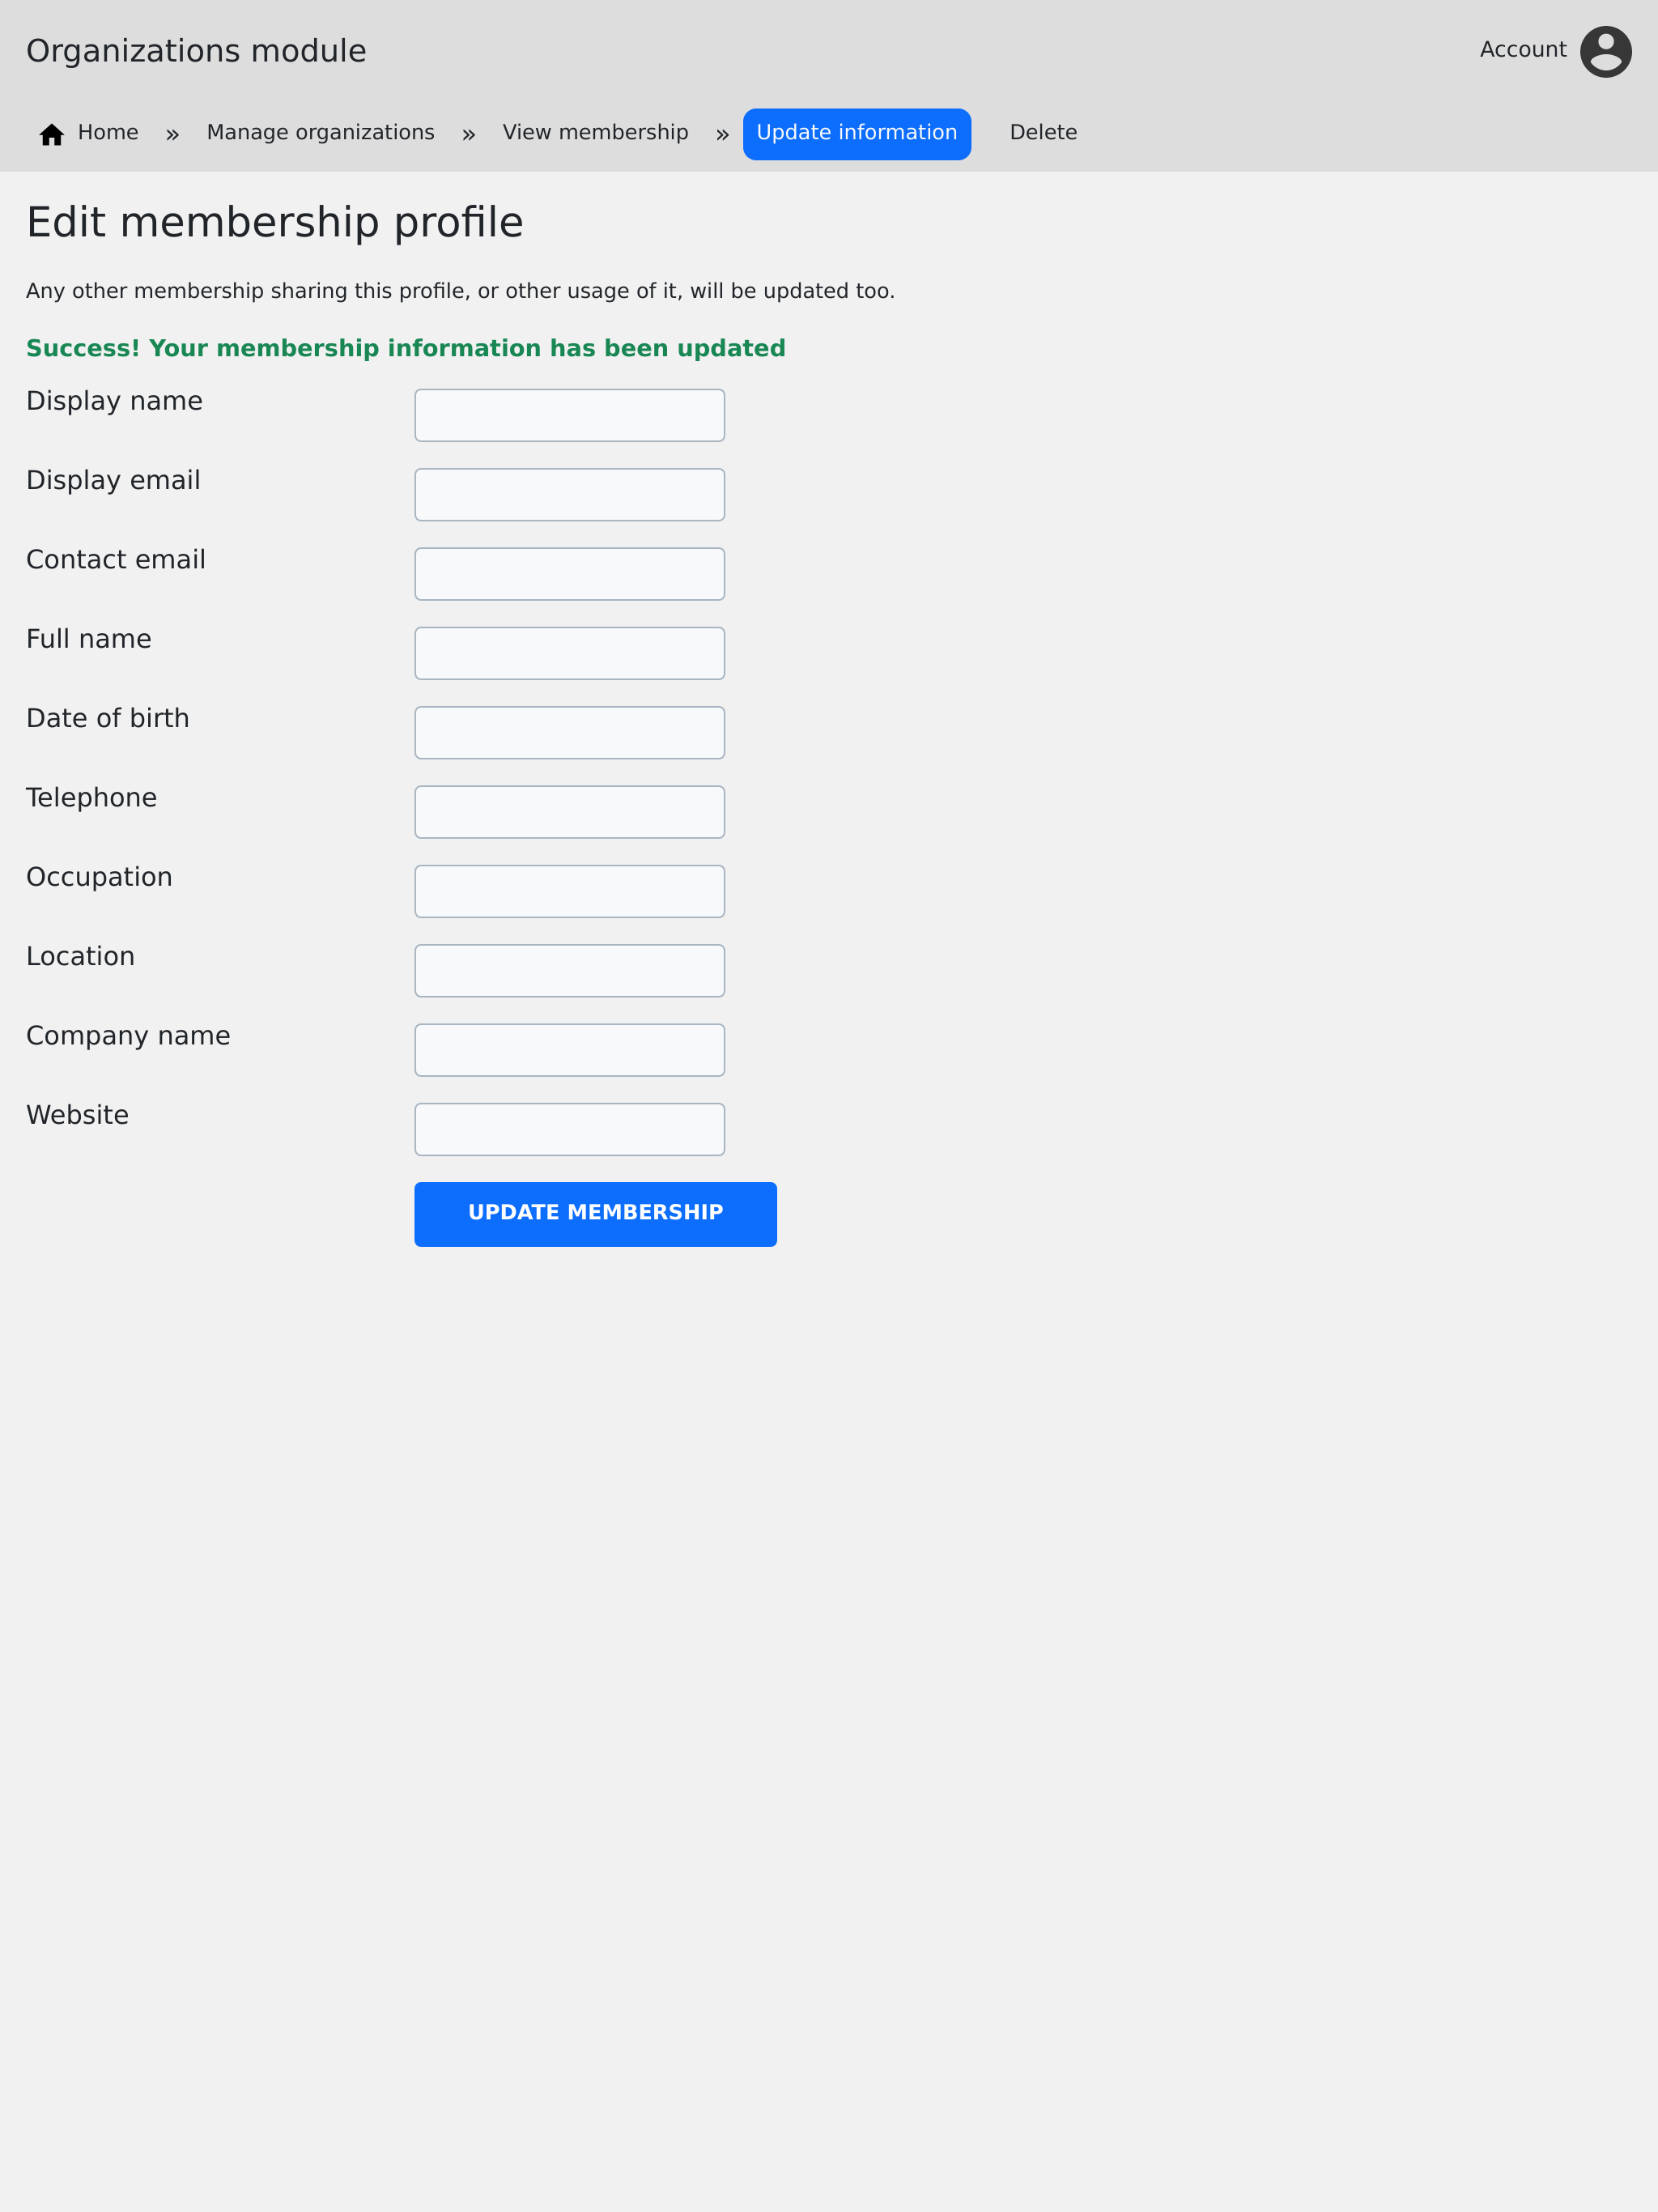 Organizations module
Account
Home » Manage organizations » View membership » Update information Delete
Edit membership profile
Any other membership sharing this profile, or other usage of it, will be updated too.
Success! Your membership information has been updated
Display name
Display email
Contact email
Full name
Date of birth
Telephone
Occupation
Location
Company name
Website
UPDATE MEMBERSHIP